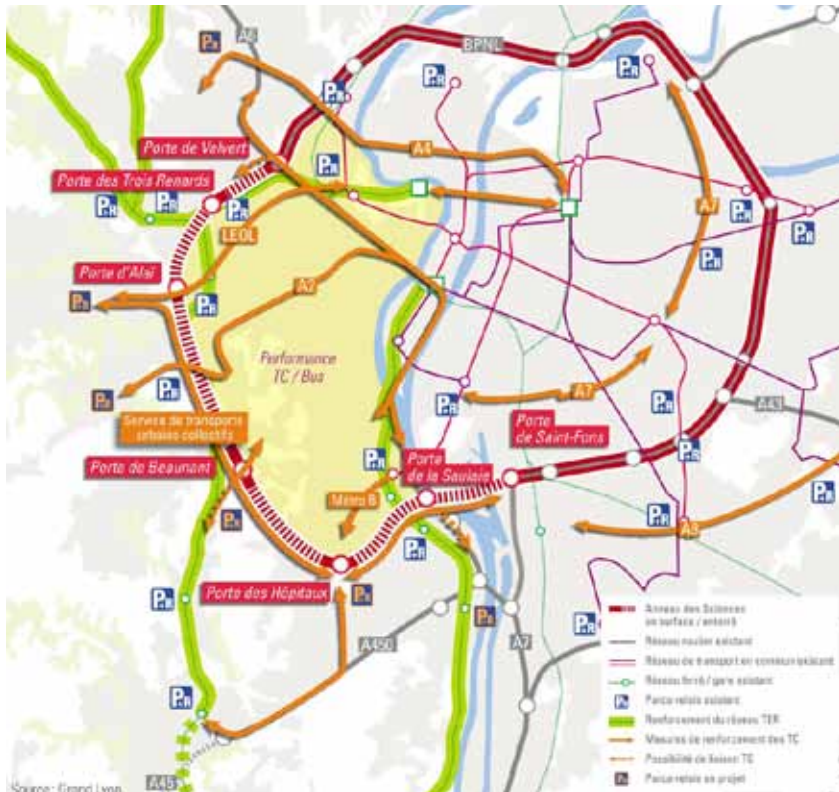 A6
BPNL
Porte de Valvert
Porte des Trois Renards
A4
A7
LEOL
Porte d'Alaï
A2
Performance
TC / Bus
Service de transports
urbains collectifs
A7
Porte
de Saint-Fons
A43
Porte de Beaunant
Porte
de la Saulaie
Métro B
A8
Porte des Hôpitaux
A450
A7
A45
Anneau des Sciences
en surface / enterré
Réseau routier existant
Réseau de transport en commun existant
Réseau ferré / gare existant
Parcs-relais existant
Renforcement du réseau TER
Mesures de renforcement des TC
Possibilité de liaison TC
Parcs-relais en projet
Source: Grand Lyon